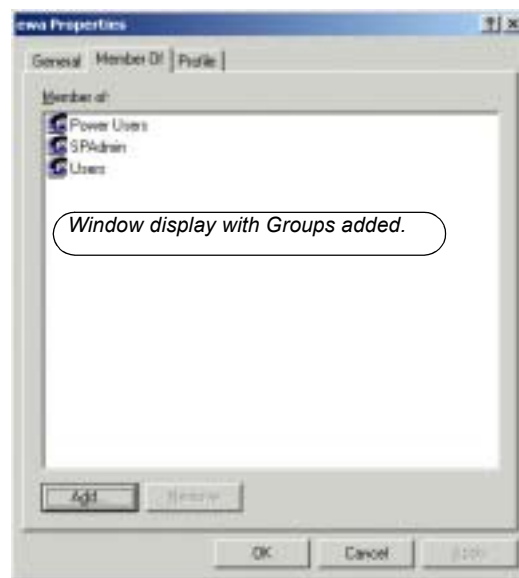 ewa Properties
General Member Of Profile
Member of:
Power Users
SPAdmin
Users
Window display with Groups added.
Add...
Remove
OK Cancel Apply